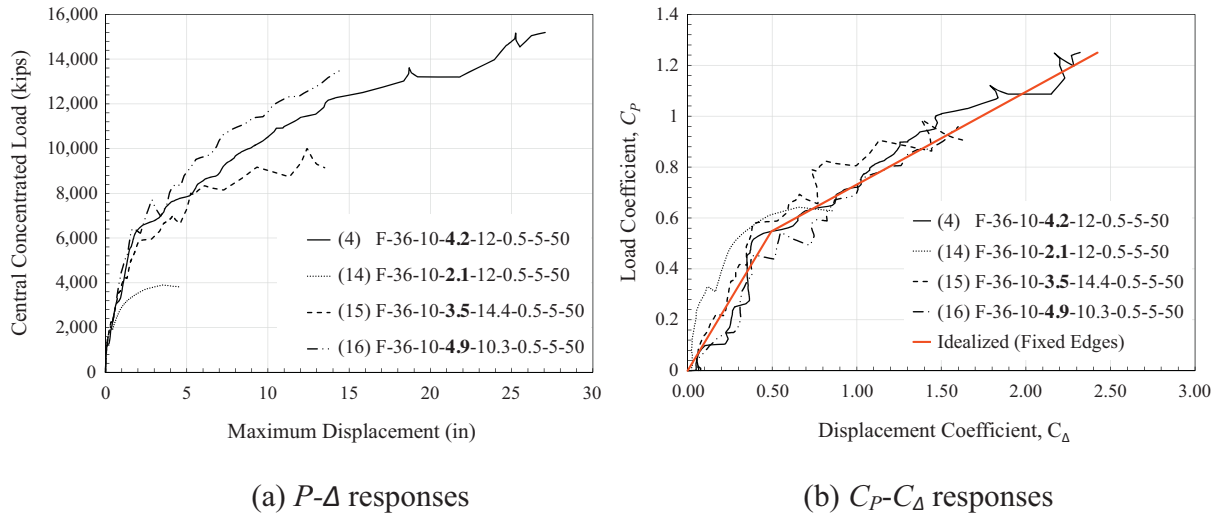 16,000
14,000
12,000
10,000
8,000
6,000
4,000
2,000
0
Central Concentrated Load (kips)
(4) F-36-10-4.2-12-0.5-5-50
(14) F-36-10-2.1-12-0.5-5-50
(15) F-36-10-3.5-14.4-0.5-5-50
(16) F-36-10-4.9-10.3-0.5-5-50
0 5 10 15 20 25 30
Maximum Displacement (in)
(a) P-Δ responses
1.4
1.2
1.0
0.8
0.6
0.4
0.2
0
Load Coefficient, C_P
(4) F-36-10-4.2-12-0.5-5-50
(14) F-36-10-2.1-12-0.5-5-50
(15) F-36-10-3.5-14.4-0.5-5-50
(16) F-36-10-4.9-10.3-0.5-5-50
Idealized (Fixed Edges)
0.00 0.50 1.00 1.50 2.00 2.50 3.00
Displacement Coefficient, C_Δ
(b) C_P-C_Δ responses